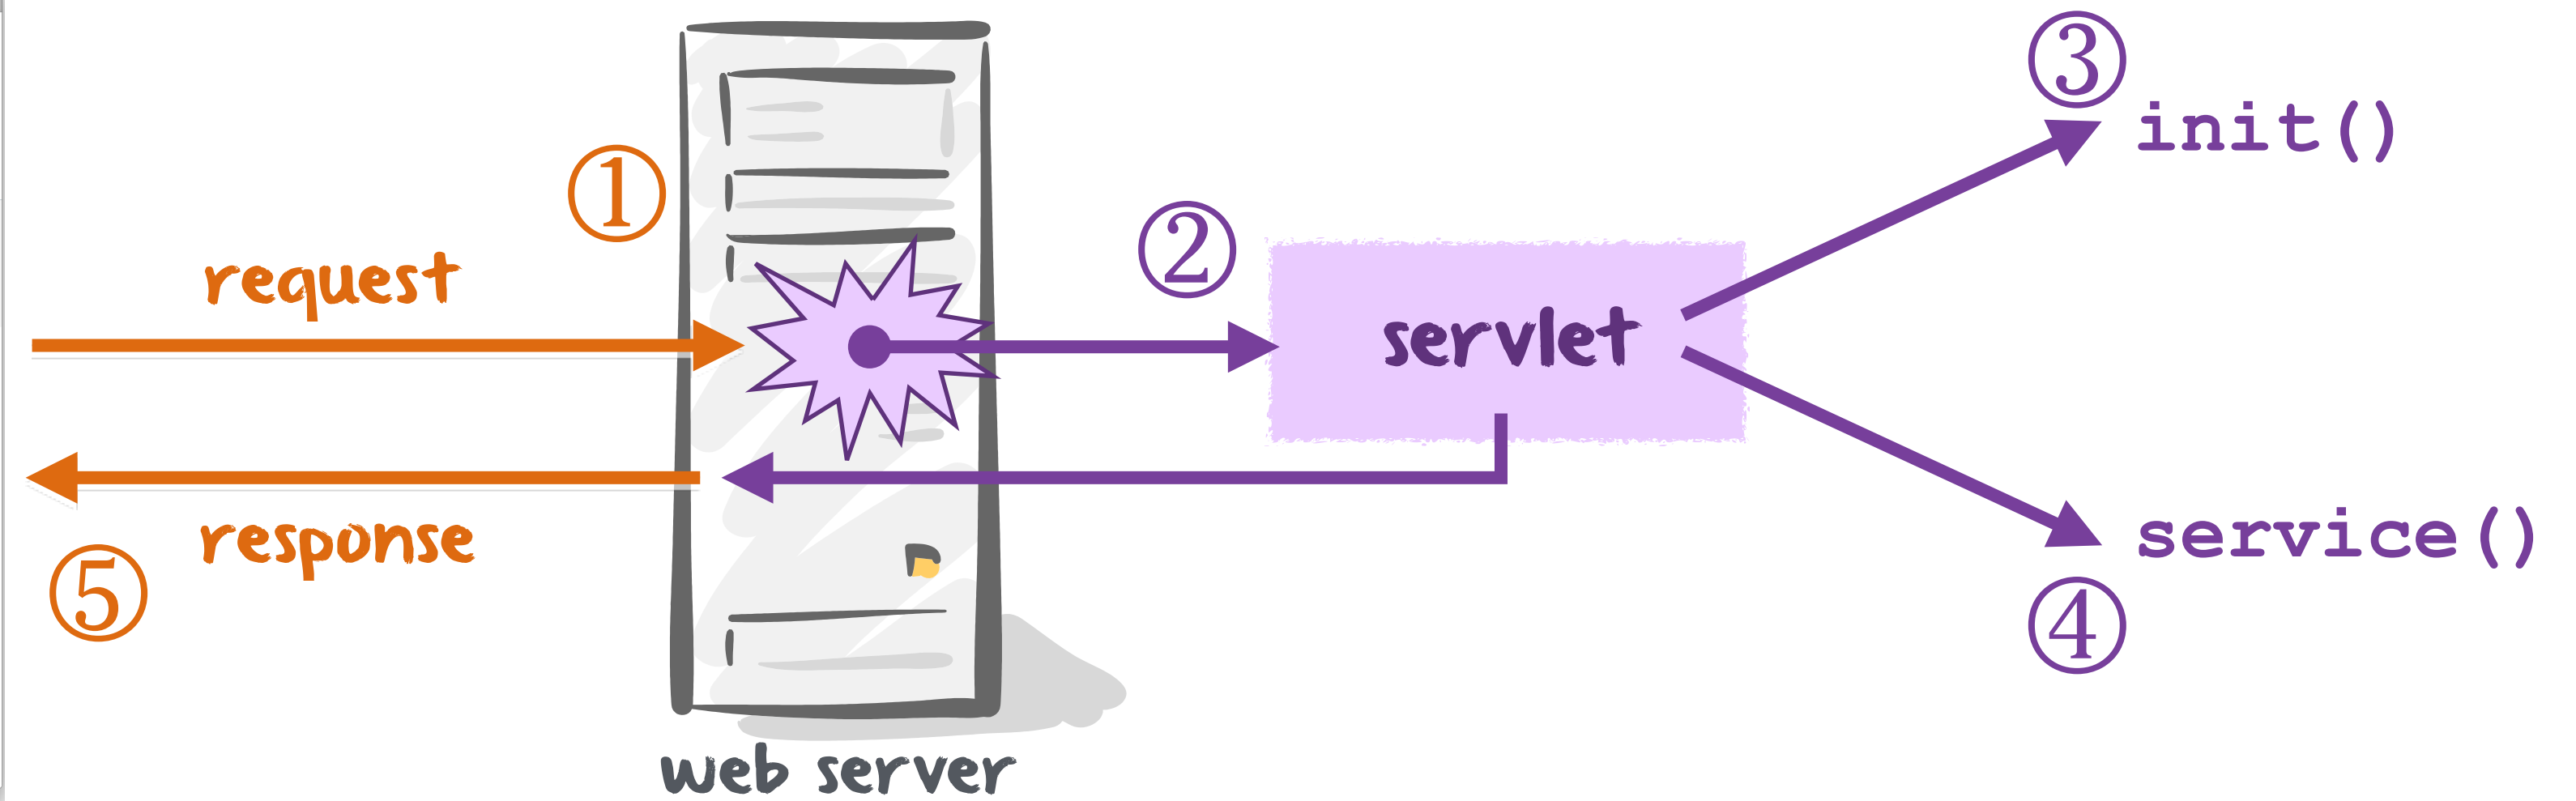 ①
request
②
servlet
③
init()
service()
④
response
⑤
web server